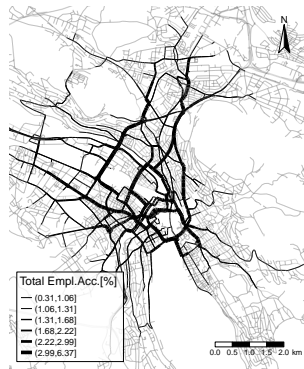 N
Total Empl.Acc.[%]
(0.31,1.06]
(1.06,1.31]
(1.31,1.68]
(1.68,2.22]
(2.22,2.99]
(2.99,6.37]
0.0 0.5 1.0 1.5 2.0 km